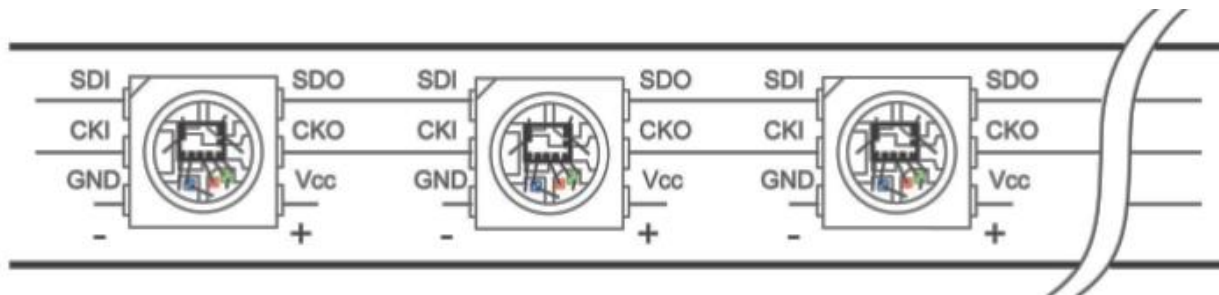 SDI SDO SDI SDO SDI SDO
CKI CKO CKI CKO CKI CKO
GND Vcc GND Vcc GND Vcc
- + - + - +